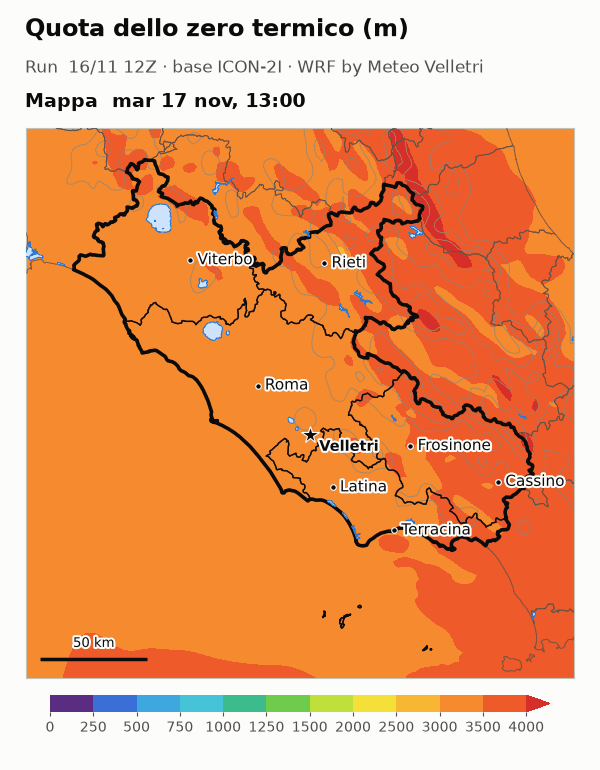 Quota dello zero termico (m)
Run  16/11 12Z · base ICON-2I · WRF by Meteo Velletri
Mappa  mar 17 nov, 13:00
Viterbo
Rieti
Roma
Velletri
Frosinone
Cassino
Latina
Terracina
50 km
0 250 500 750 1000 1250 1500 2000 2500 3000 3500 4000